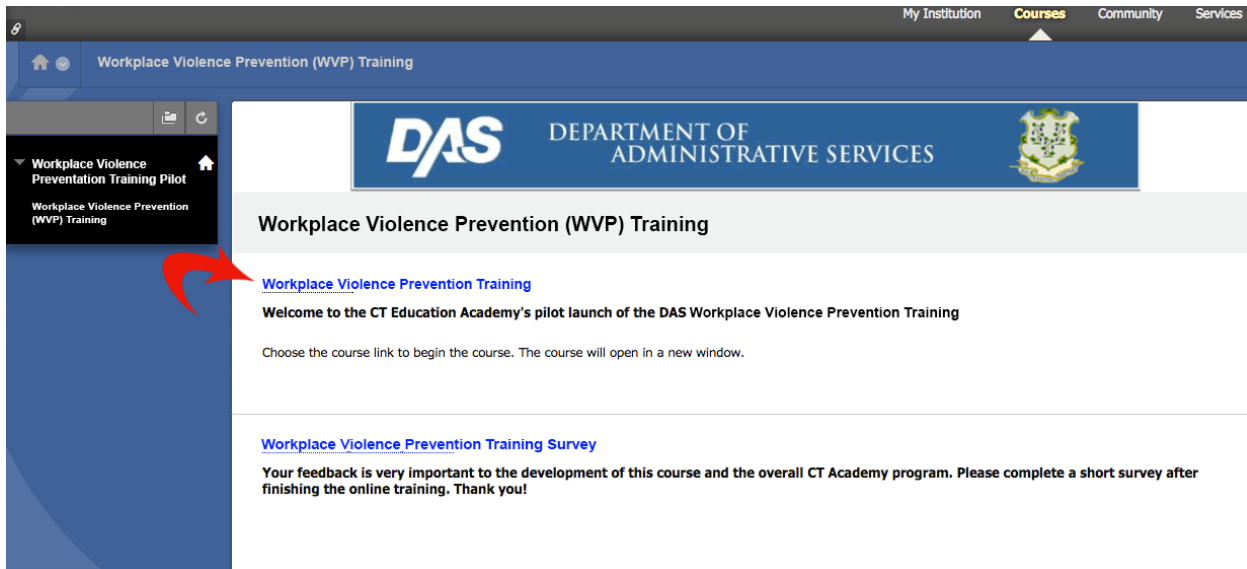 My Institution Courses Community Services
Workplace Violence Prevention (WVP) Training
DAS DEPARTMENT OF
ADMINISTRATIVE SERVICES
Workplace Violence
Preventation Training Pilot
Workplace Violence Prevention
(WVP) Training
Workplace Violence Prevention (WVP) Training
Workplace Violence Prevention Training
Welcome to the CT Education Academy's pilot launch of the DAS Workplace Violence Prevention Training
Choose the course link to begin the course. The course will open in a new window.
Workplace Violence Prevention Training Survey
Your feedback is very important to the development of this course and the overall CT Academy program. Please complete a short survey after
finishing the online training. Thank you!